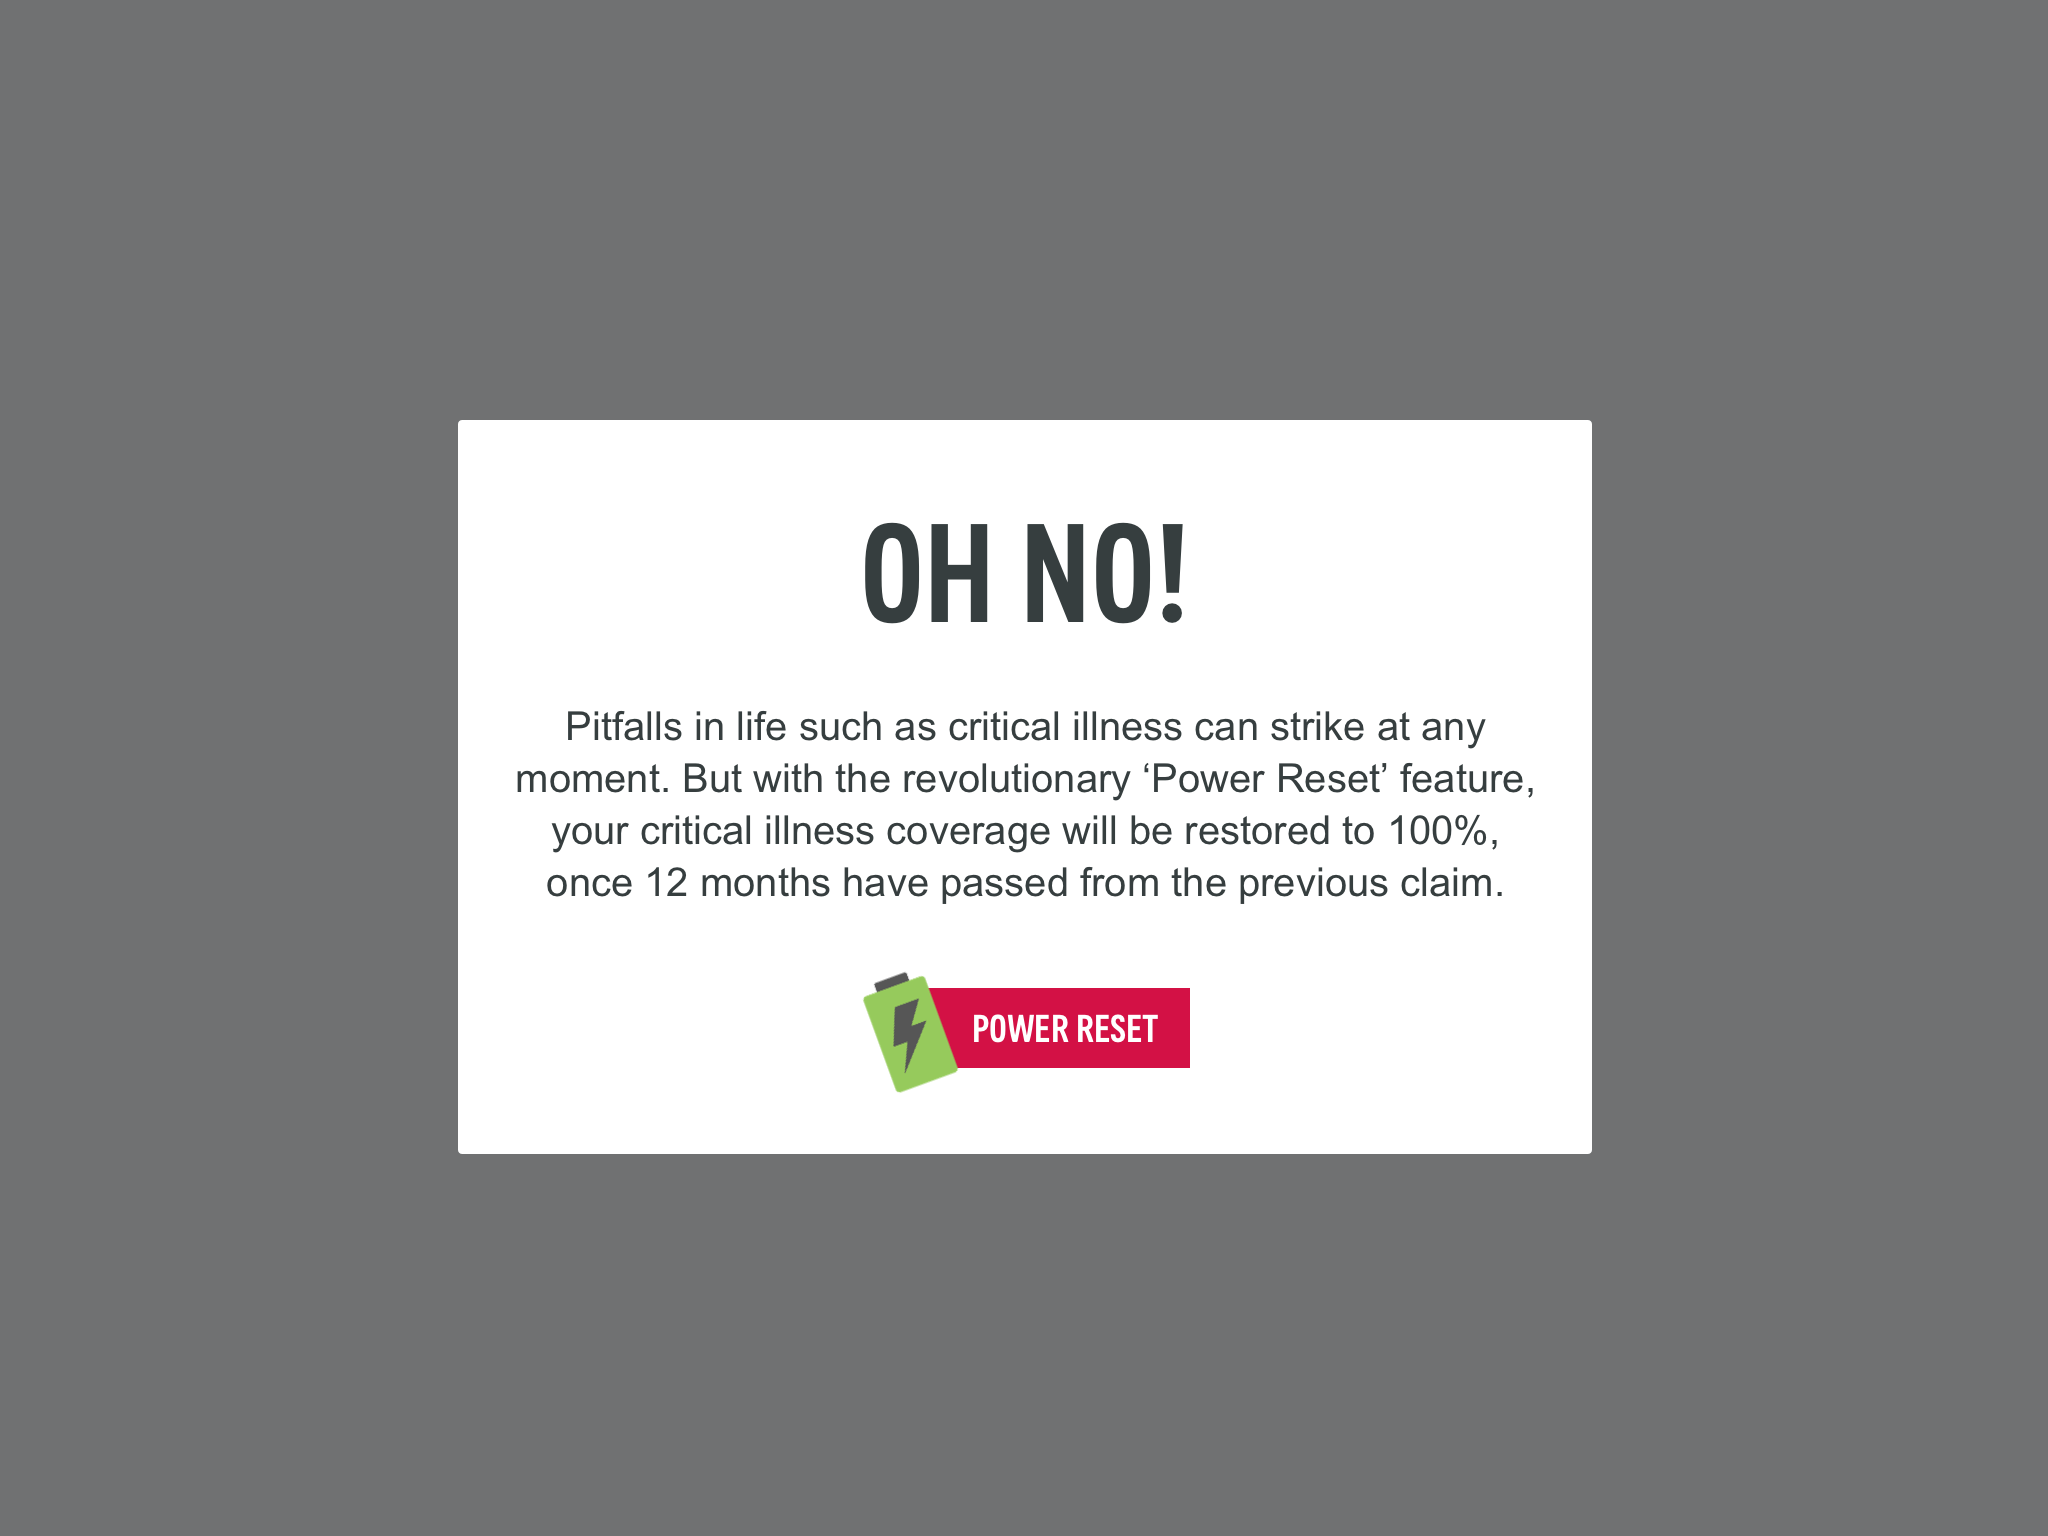 OH NO!
Pitfalls in life such as critical illness can strike at any
moment. But with the revolutionary ‘Power Reset’ feature,
your critical illness coverage will be restored to 100%,
once 12 months have passed from the previous claim.
POWER RESET